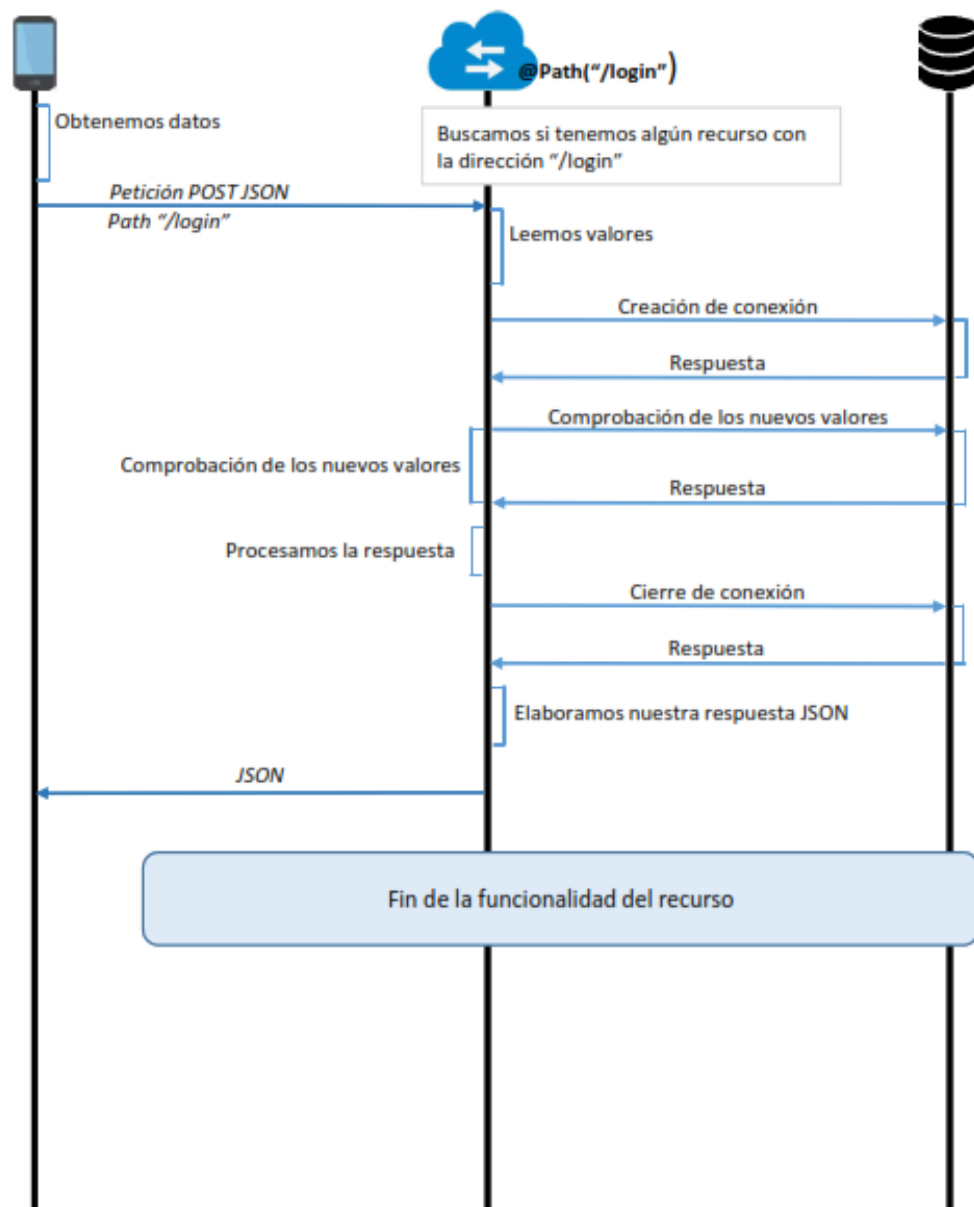 @Path(“/login”)
Obtenemos datos
Buscamos si tenemos algún recurso con
la dirección “/login”
Petición POST JSON
Path “/login”
Leemos valores
Creación de conexión
Respuesta
Comprobación de los nuevos valores
Comprobación de los nuevos valores
Respuesta
Procesamos la respuesta
Cierre de conexión
Respuesta
Elaboramos nuestra respuesta JSON
JSON
Fin de la funcionalidad del recurso